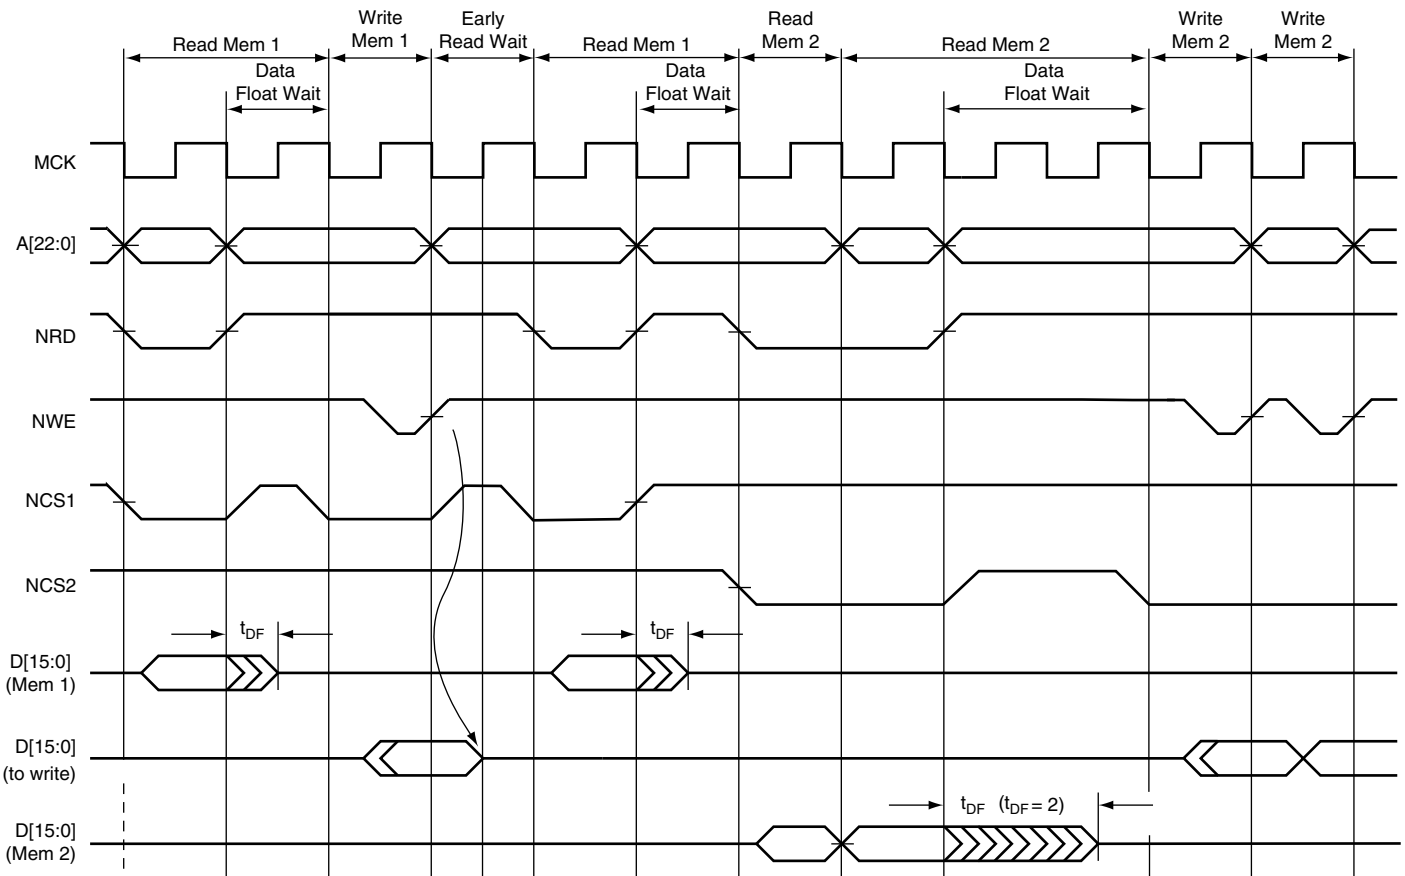 Write Early Read Write Write
Read Mem 1 Mem 1 Read Wait Read Mem 1 Mem 2 Read Mem 2 Mem 2 Mem 2
Data Data Data
Float Wait Float Wait Float Wait
MCK
A[22:0]
NRD
NWE
NCS1
NCS2
tDF tDF
D[15:0]
(Mem 1)
D[15:0]
(to write)
tDF (tDF = 2)
D[15:0]
(Mem 2)